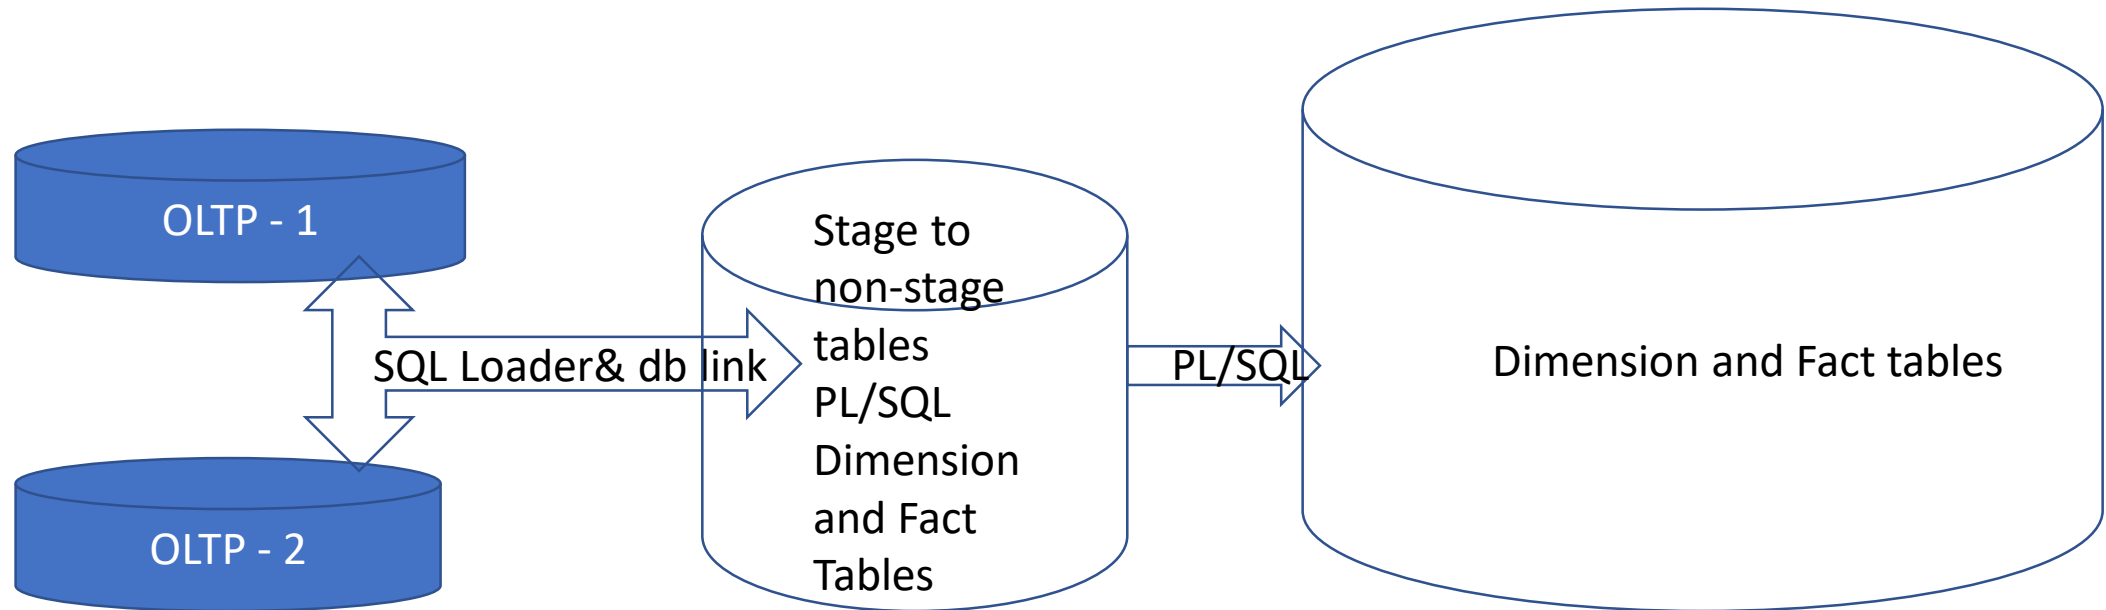 OLTP - 1
SQL Loader& db link
OLTP - 2
Stage to
non-stage
tables
PL/SQL
Dimension
and Fact
Tables
PL/SQL
Dimension and Fact tables